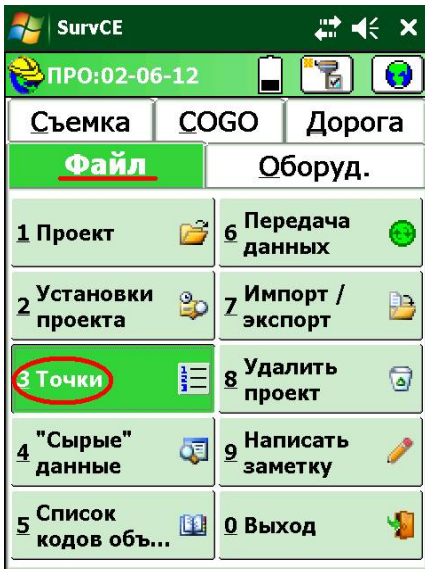 SurvCE
ПРО:02-06-12
Съемка COGO Дорога
Файл Оборуд.
1 Проект
2 Установки
проекта
3 Точки
4 "Сырые"
данные
5 Список
кодов объ...
6 Передача
данных
7 Импорт /
экспорт
8 Удалить
проект
9 Написать
заметку
0 Выход